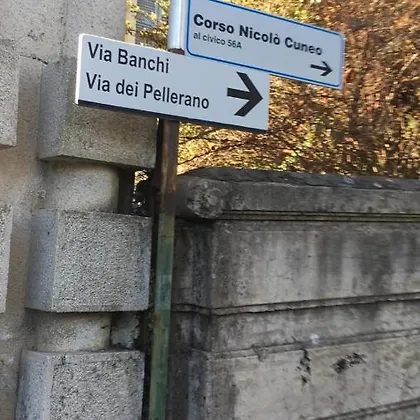 Corso Nicolò Cuneo
al civico 56A
Via Banchi
Via dei Pellerano